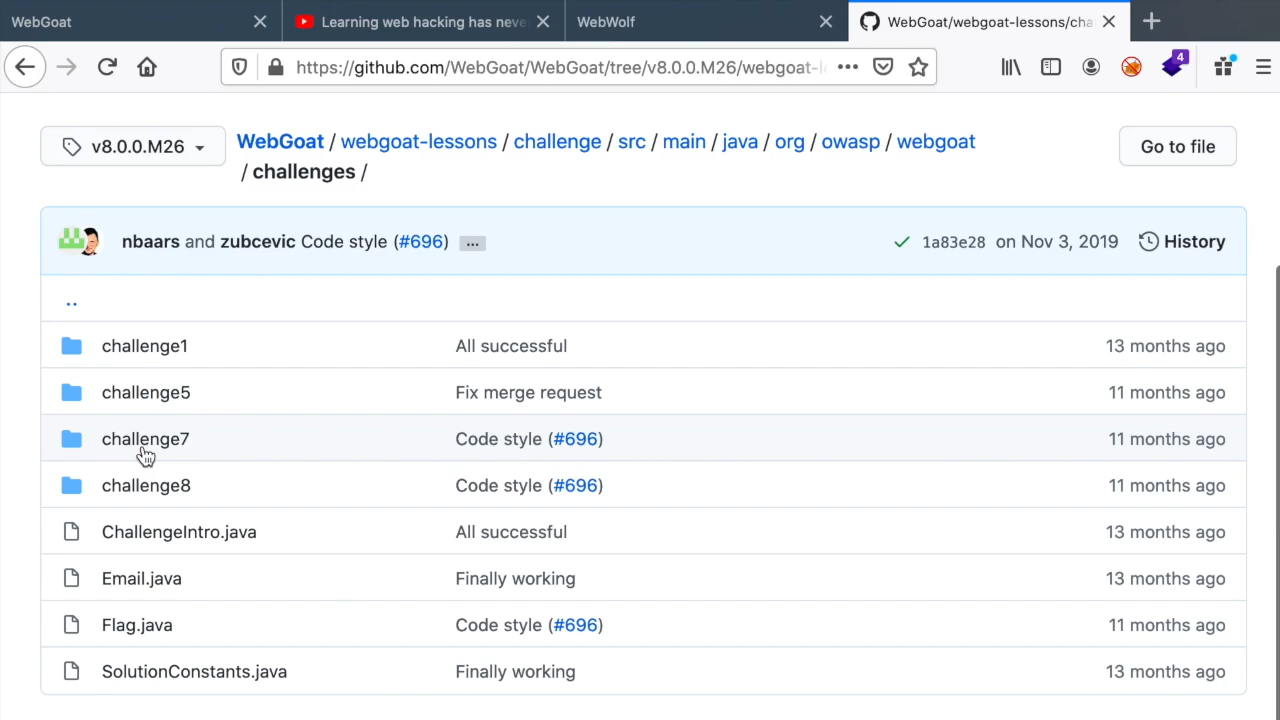 WebGoat
Learning web hacking has neve
WebWolf
WebGoat/webgoat-lessons/cha
https://github.com/WebGoat/WebGoat/tree/v8.0.0.M26/webgoat-l
4
v8.0.0.M26
WebGoat / webgoat-lessons / challenge / src / main / java / org / owasp / webgoat
/ challenges /
Go to file
nbaars and zubcevic Code style (#696) ...
1a83e28 on Nov 3, 2019 History
..
challenge1 All successful 13 months ago
challenge5 Fix merge request 11 months ago
challenge7 Code style (#696) 11 months ago
challenge8 Code style (#696) 11 months ago
ChallengeIntro.java All successful 13 months ago
Email.java Finally working 13 months ago
Flag.java Code style (#696) 11 months ago
SolutionConstants.java Finally working 13 months ago